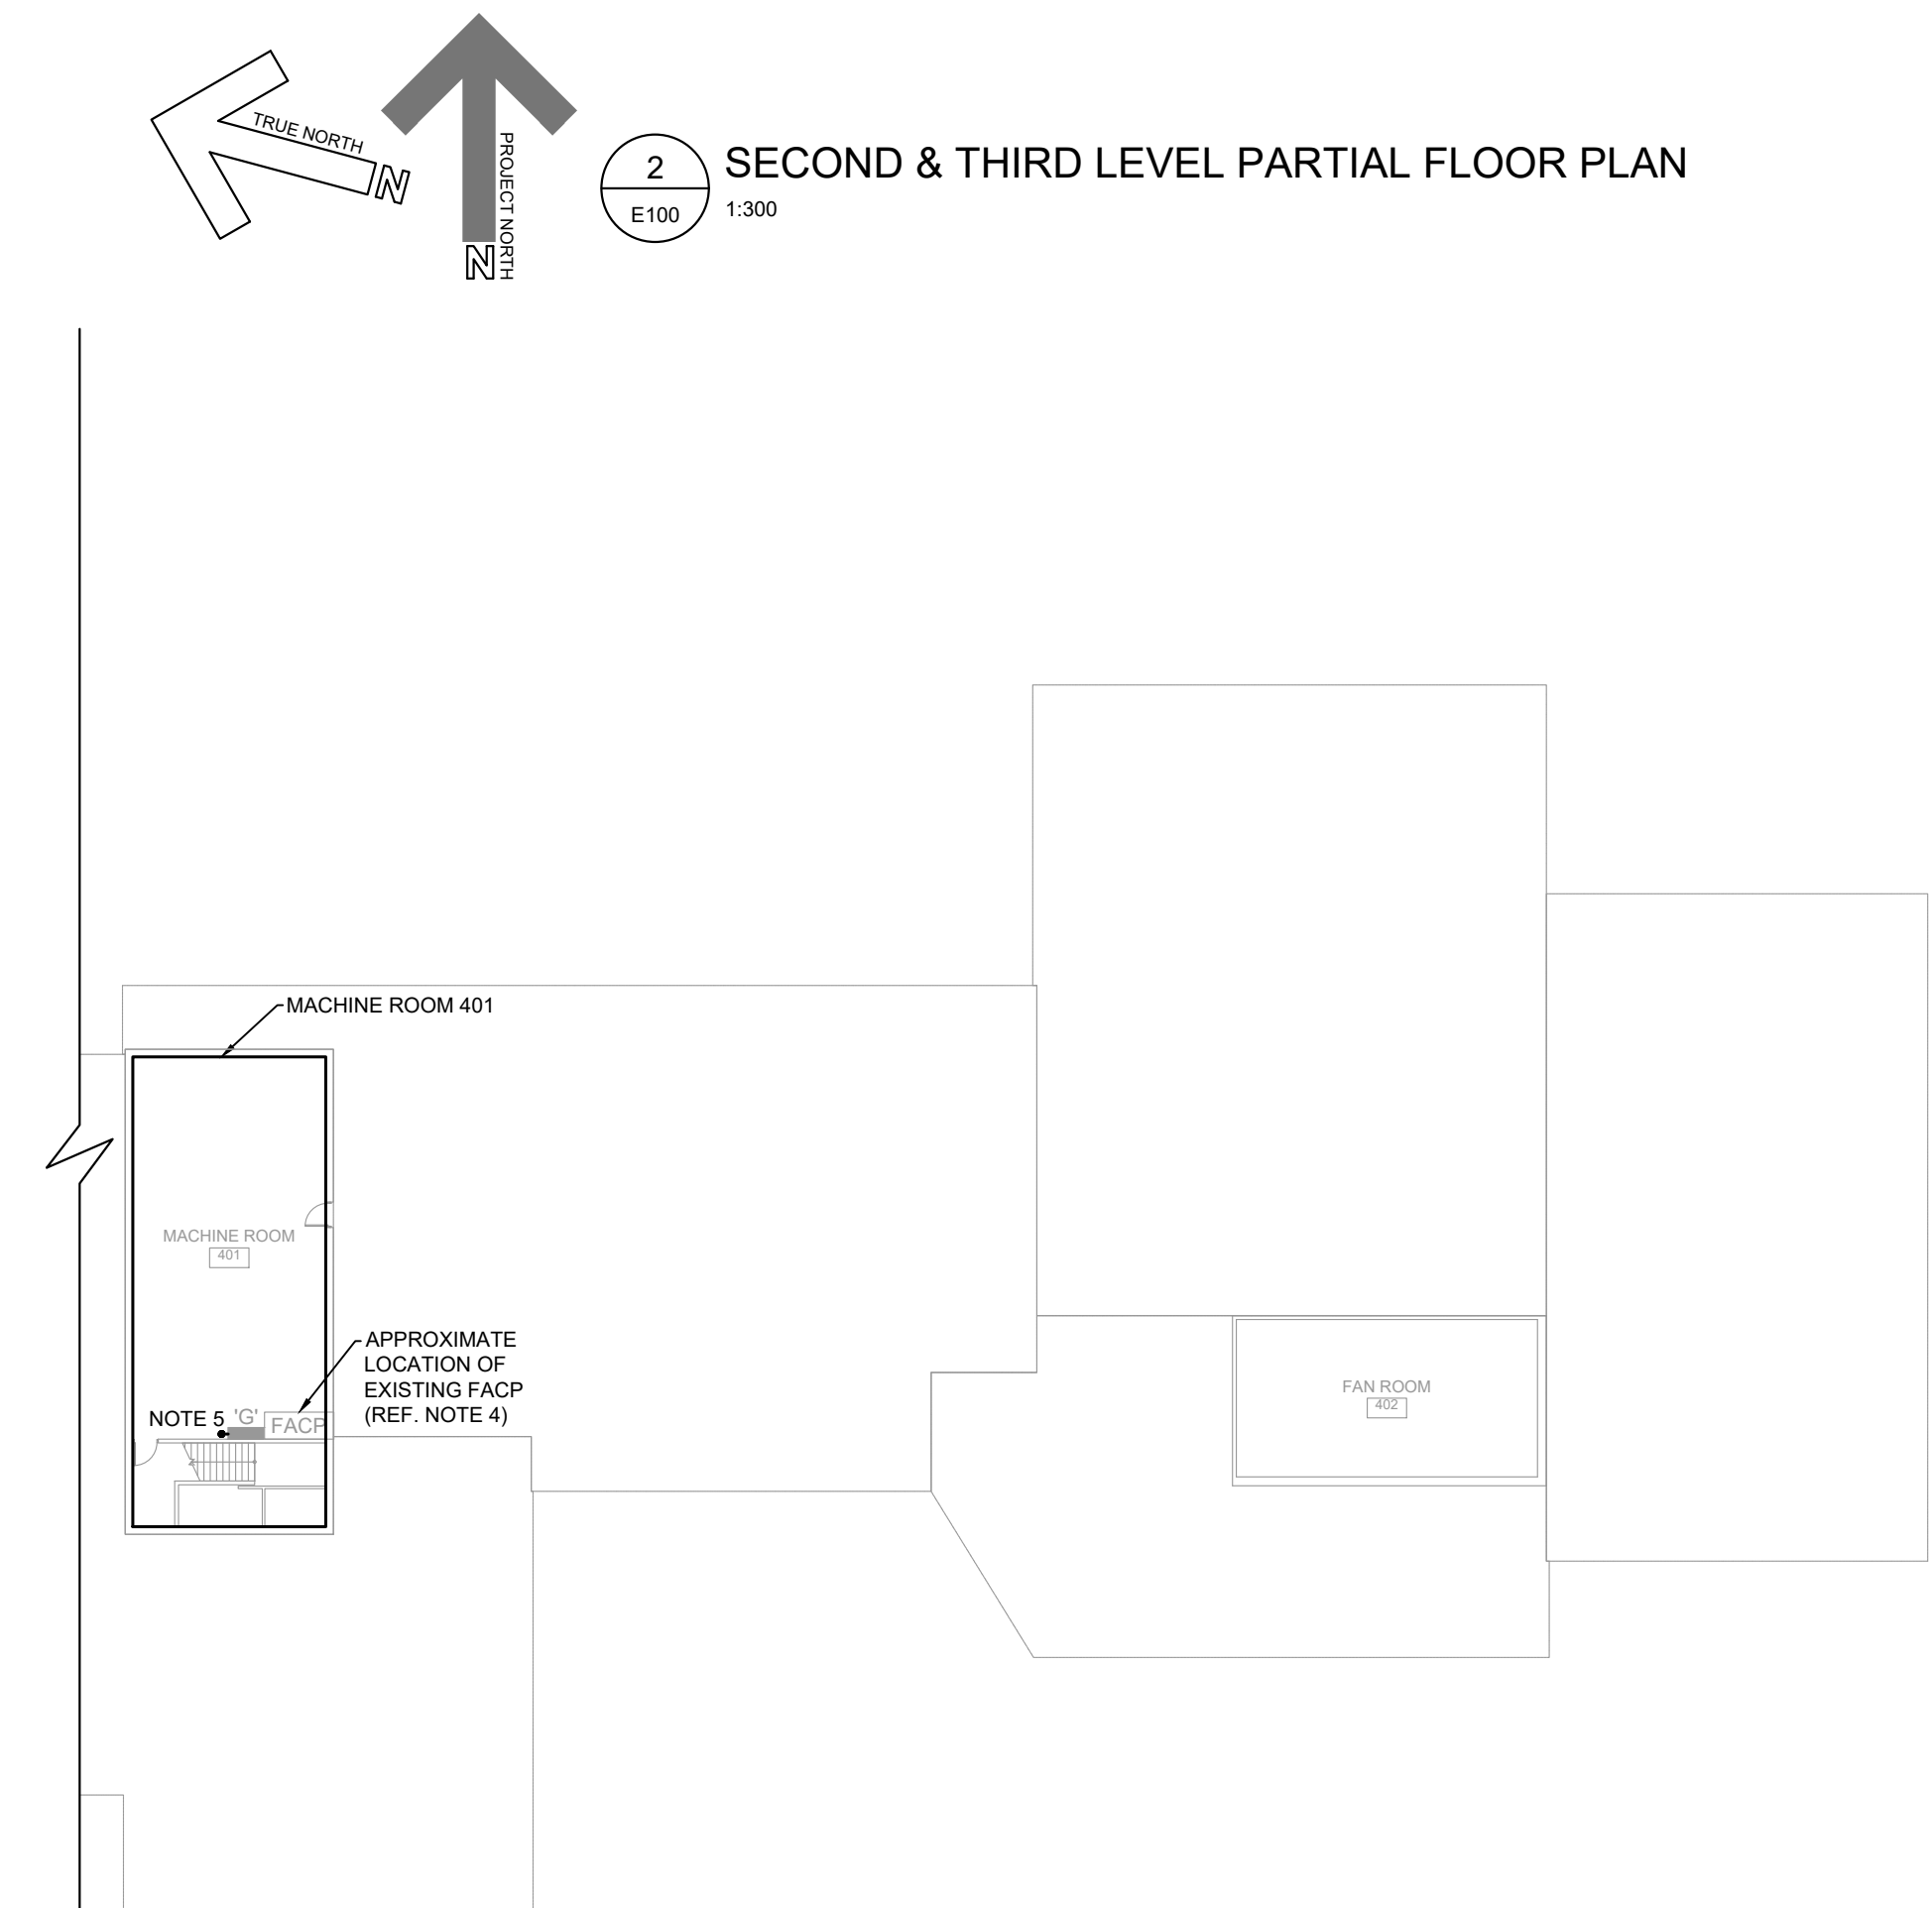 TRUE NORTH
N
PROJECT NORTH
N
2
E100
SECOND & THIRD LEVEL PARTIAL FLOOR PLAN
1:300
MACHINE ROOM 401
MACHINE ROOM
401
APPROXIMATE
LOCATION OF
EXISTING FACP
(REF. NOTE 4)
NOTE 5
'G'
FACP
FAN ROOM
402